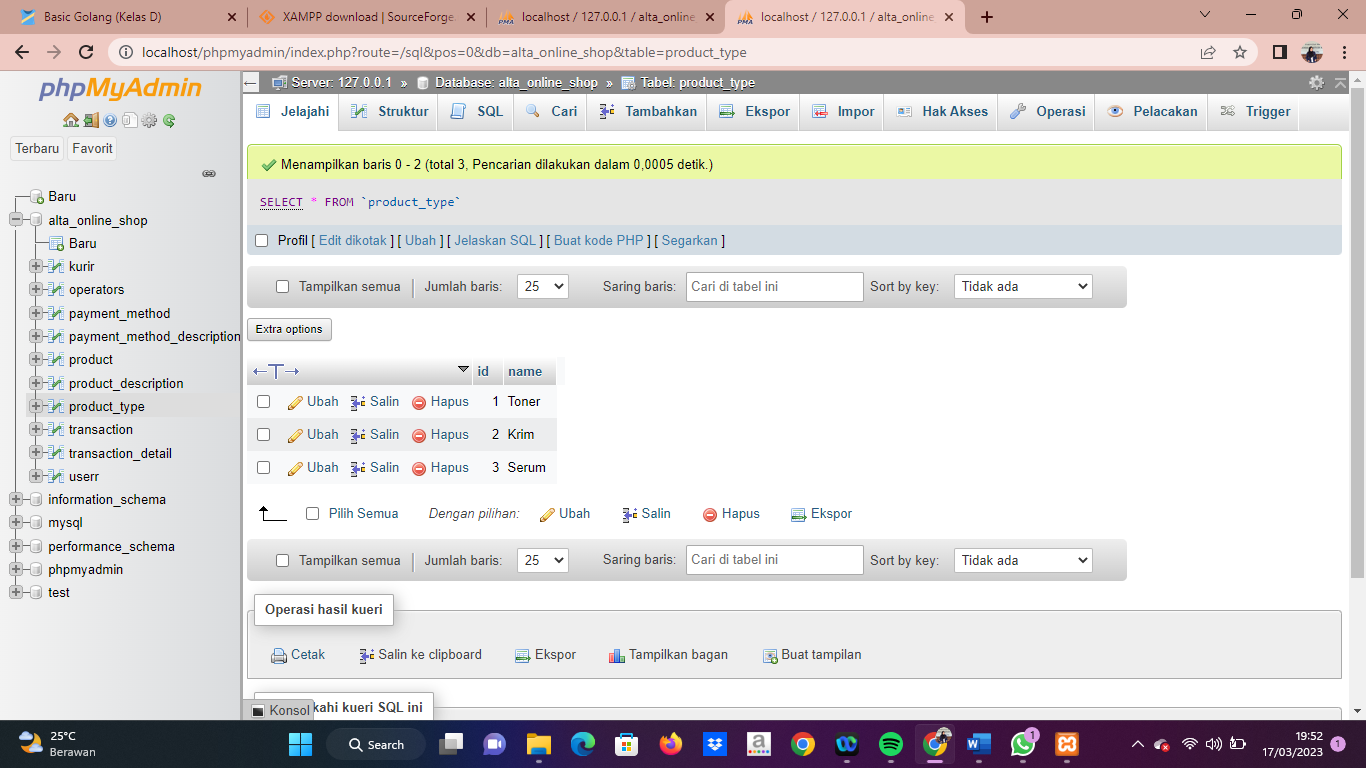 Basic Golang (Kelas D)
XAMPP download | SourceForge.
localhost / 127.0.0.1 / alta_online
localhost / 127.0.0.1 / alta_online
localhost/phpmyadmin/index.php?route=/sql&pos=0&db=alta_online_shop&table=product_type
phpMyAdmin
Terbaru Favorit
Baru
alta_online_shop
Baru
kurir
operators
payment_method
payment_method_description
product
product_description
product_type
transaction
transaction_detail
userr
information_schema
mysql
performance_schema
phpmyadmin
test
Server: 127.0.0.1 » Database: alta_online_shop » Tabel: product_type
Jelajahi Struktur SQL Cari Tambahkan Ekspor Impor Hak Akses Operasi Pelacakan Trigger
Menampilkan baris 0 - 2 (total 3, Pencarian dilakukan dalam 0,0005 detik.)
SELECT * FROM `product_type`
Profil [ Edit dikotak ] [ Ubah ] [ Jelaskan SQL ] [ Buat kode PHP ] [ Segarkan ]
Tampilkan semua Jumlah baris: 25 Saring baris: Cari di tabel ini Sort by key: Tidak ada
Extra options
←T→ id name
Ubah Salin Hapus 1 Toner
Ubah Salin Hapus 2 Krim
Ubah Salin Hapus 3 Serum
Pilih Semua Dengan pilihan: Ubah Salin Hapus Ekspor
Tampilkan semua Jumlah baris: 25 Saring baris: Cari di tabel ini Sort by key: Tidak ada
Operasi hasil kueri
Cetak Salin ke clipboard Ekspor Tampilkan bagan Buat tampilan
Konsol kahi kueri SQL ini
25°C
Berawan
Search
1
19:52
17/03/2023
1